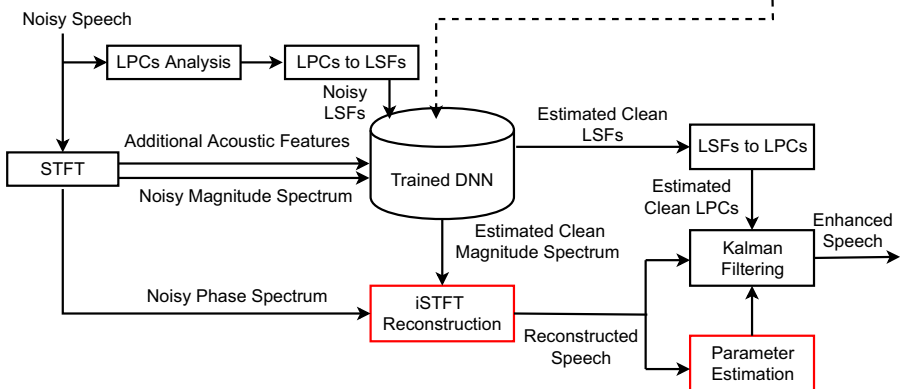 Noisy Speech
LPCs Analysis
LPCs to LSFs
Noisy
LSFs
Additional Acoustic Features
Estimated Clean
LSFs
LSFs to LPCs
STFT
Trained DNN
Noisy Magnitude Spectrum
Estimated
Clean LPCs
Estimated Clean
Magnitude Spectrum
Enhanced
Speech
Kalman
Filtering
Noisy Phase Spectrum
iSTFT
Reconstruction
Reconstructed
Speech
Parameter
Estimation